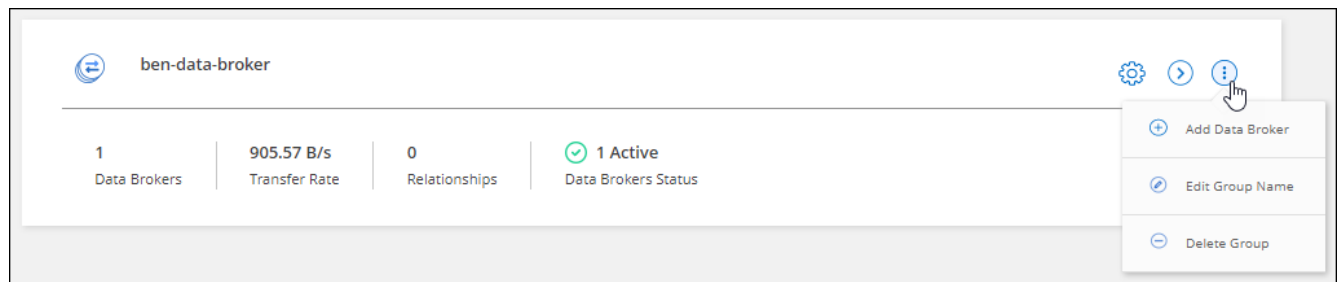 ben-data-broker
1
Data Brokers
905.57 B/s
Transfer Rate
0
Relationships
1 Active
Data Brokers Status
Add Data Broker
Edit Group Name
Delete Group